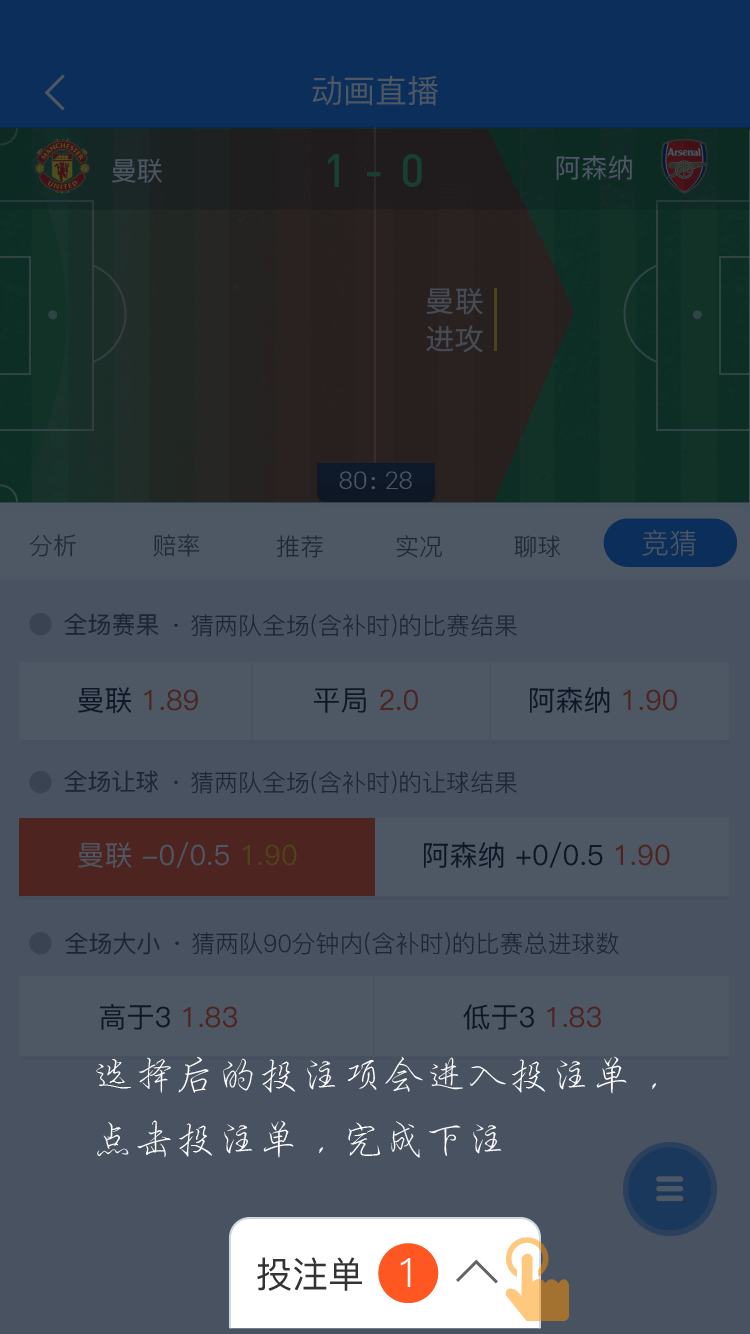 动画直播
MANCHESTER
UNITED
曼联
1 - 0
阿森纳
Arsenal
曼联
进攻
80:28
分析 赔率 推荐 实况 聊球 竞猜
全场赛果 · 猜两队全场(含补时)的比赛结果
曼联 1.89 平局 2.0 阿森纳 1.90
全场让球 · 猜两队全场(含补时)的让球结果
曼联 -0/0.5 1.90 阿森纳 +0/0.5 1.90
全场大小 · 猜两队90分钟内(含补时)的比赛总进球数
高于3 1.83 低于3 1.83
选择后的投注项会进入投注单，
点击投注单，完成下注
投注单 1